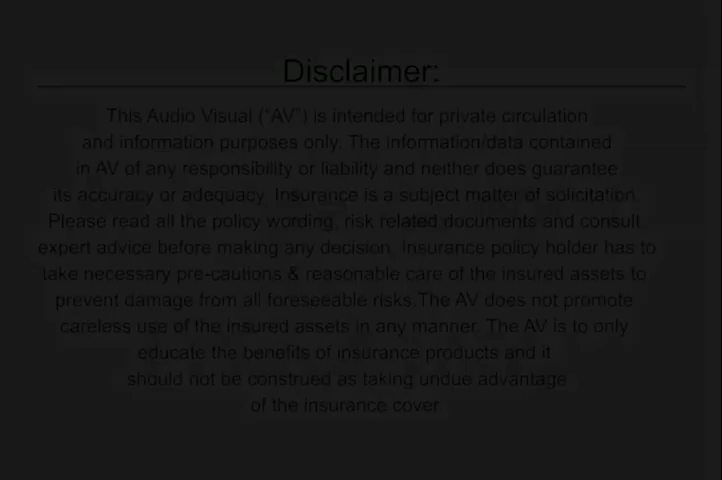 Disclaimer:
This Audio Visual ("AV") is intended for private circulation
and information purposes only. The information/data contained
in AV of any responsibility or liability and neither does guarantee
its accuracy or adequacy. Insurance is a subject matter of solicitation.
Please read all the policy wording, risk related documents and consult
expert advice before making any decision. Insurance policy holder has to
take necessary pre-cautions & reasonable care of the insured assets to
prevent damage from all foreseeable risks.The AV does not promote
careless use of the insured assets in any manner. The AV is to only
educate the benefits of insurance products and it
should not be construed as taking undue advantage
of the insurance cover